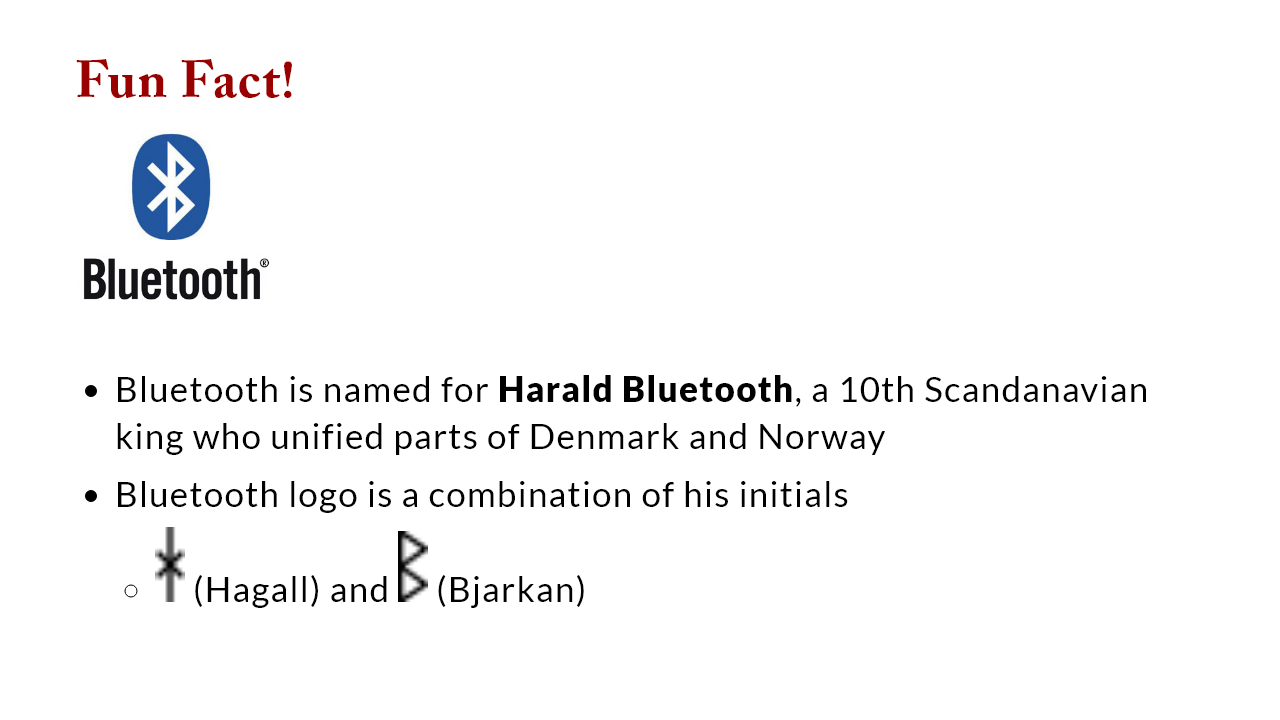 Fun Fact!
Bluetooth®
• Bluetooth is named for Harald Bluetooth, a 10th Scandanavian
king who unified parts of Denmark and Norway
• Bluetooth logo is a combination of his initials
◦ ᚼ (Hagall) and ᛒ (Bjarkan)